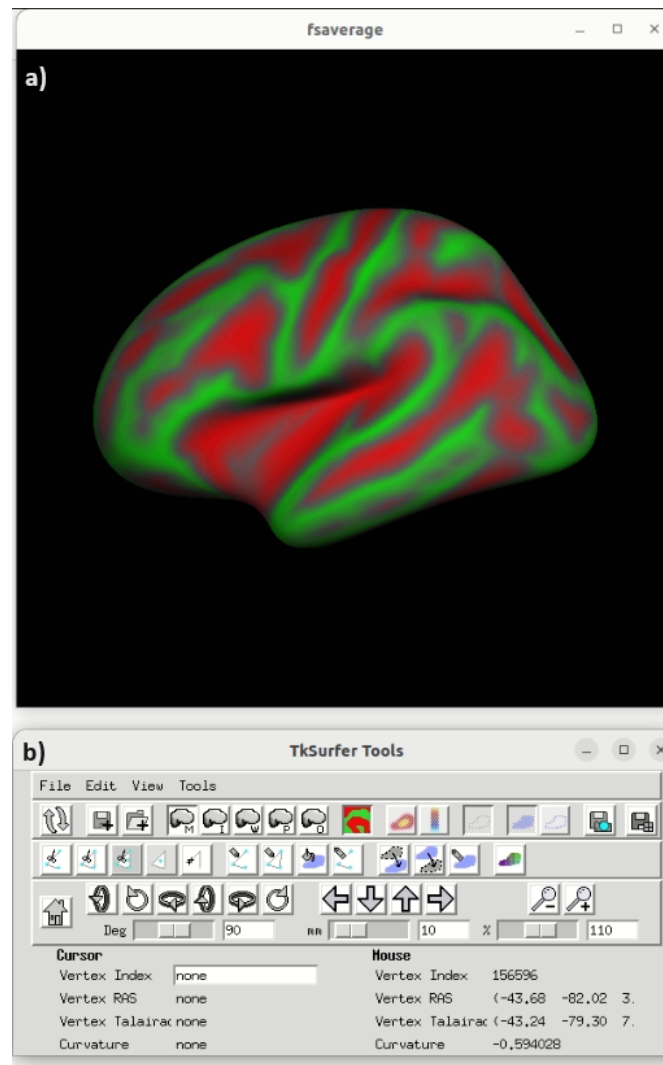 fsaverage
a)
b)
TkSurfer Tools
File Edit View Tools
M I W P O
Deg 90 mm 10 % 110
Cursor Mouse
Vertex Index none Vertex Index 156596
Vertex RAS none Vertex RAS (-43.68 -82.02 3.
Vertex Talairac none Vertex Talairac (-43.24 -79.30 7.
Curvature none Curvature -0.594028